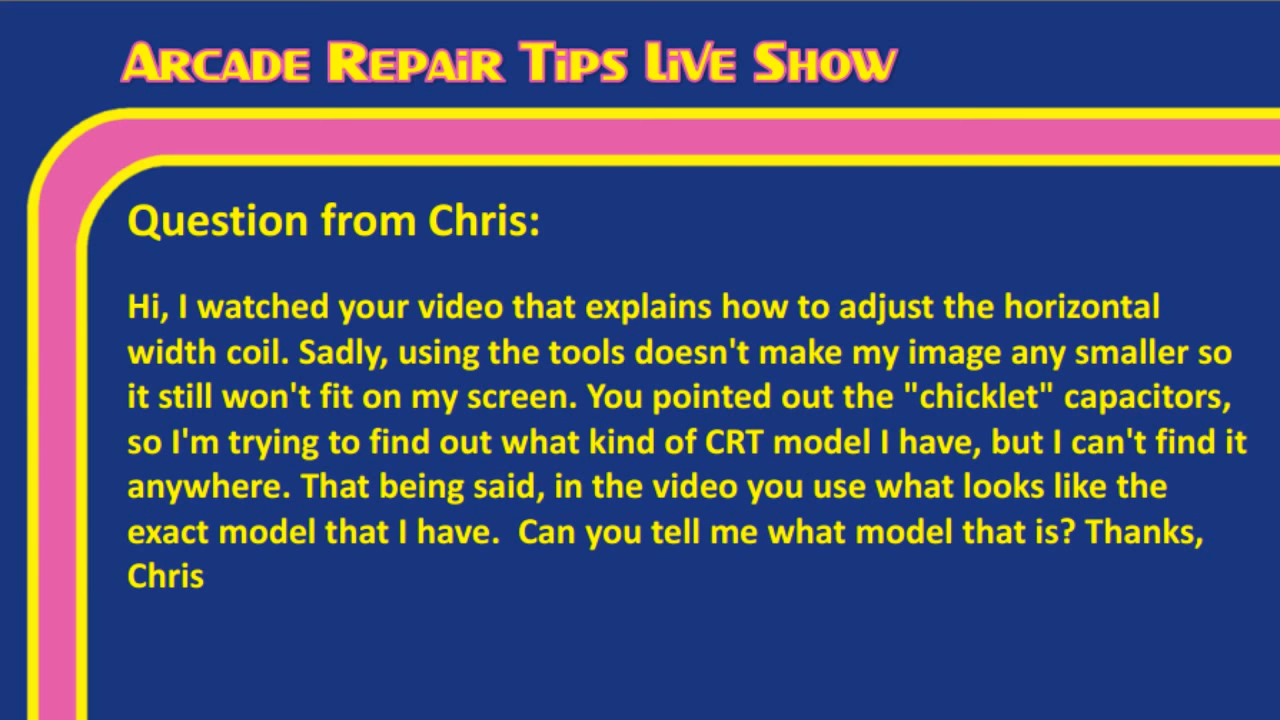 Arcade Repair Tips Live Show
Question from Chris:
Hi, I watched your video that explains how to adjust the horizontal
width coil. Sadly, using the tools doesn't make my image any smaller so
it still won't fit on my screen. You pointed out the "chicklet" capacitors,
so I'm trying to find out what kind of CRT model I have, but I can't find it
anywhere. That being said, in the video you use what looks like the
exact model that I have.  Can you tell me what model that is? Thanks,
Chris